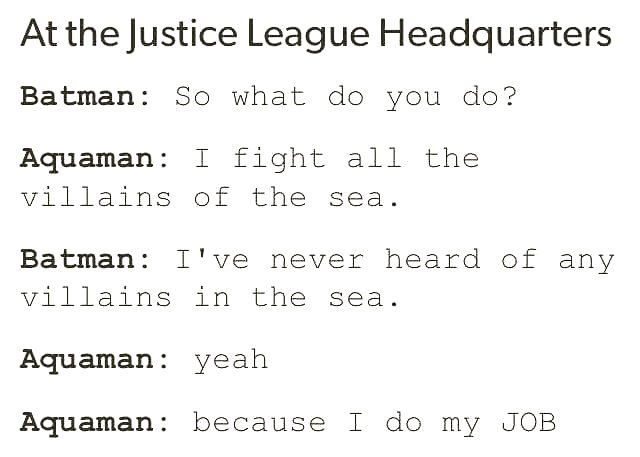 At the Justice League Headquarters
Batman: So what do you do?
Aquaman: I fight all the
villains of the sea.
Batman: I've never heard of any
villains in the sea.
Aquaman: yeah
Aquaman: because I do my JOB